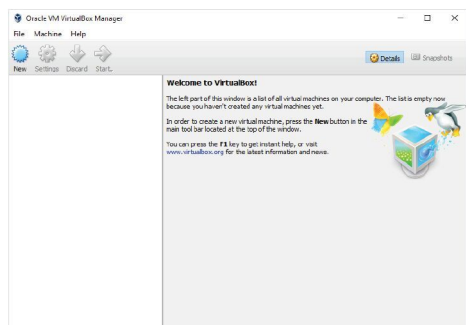 Oracle VM VirtualBox Manager
File Machine Help
New Settings Discard Start
Details Snapshots
Welcome to VirtualBox!
The left part of this window is a list of all virtual machines on your computer. The list is empty now
because you haven't created any virtual machines yet.
In order to create a new virtual machine, press the New button in the
main tool bar located at the top of the window.
You can press the F1 key to get instant help, or visit
www.virtualbox.org for the latest information and news.